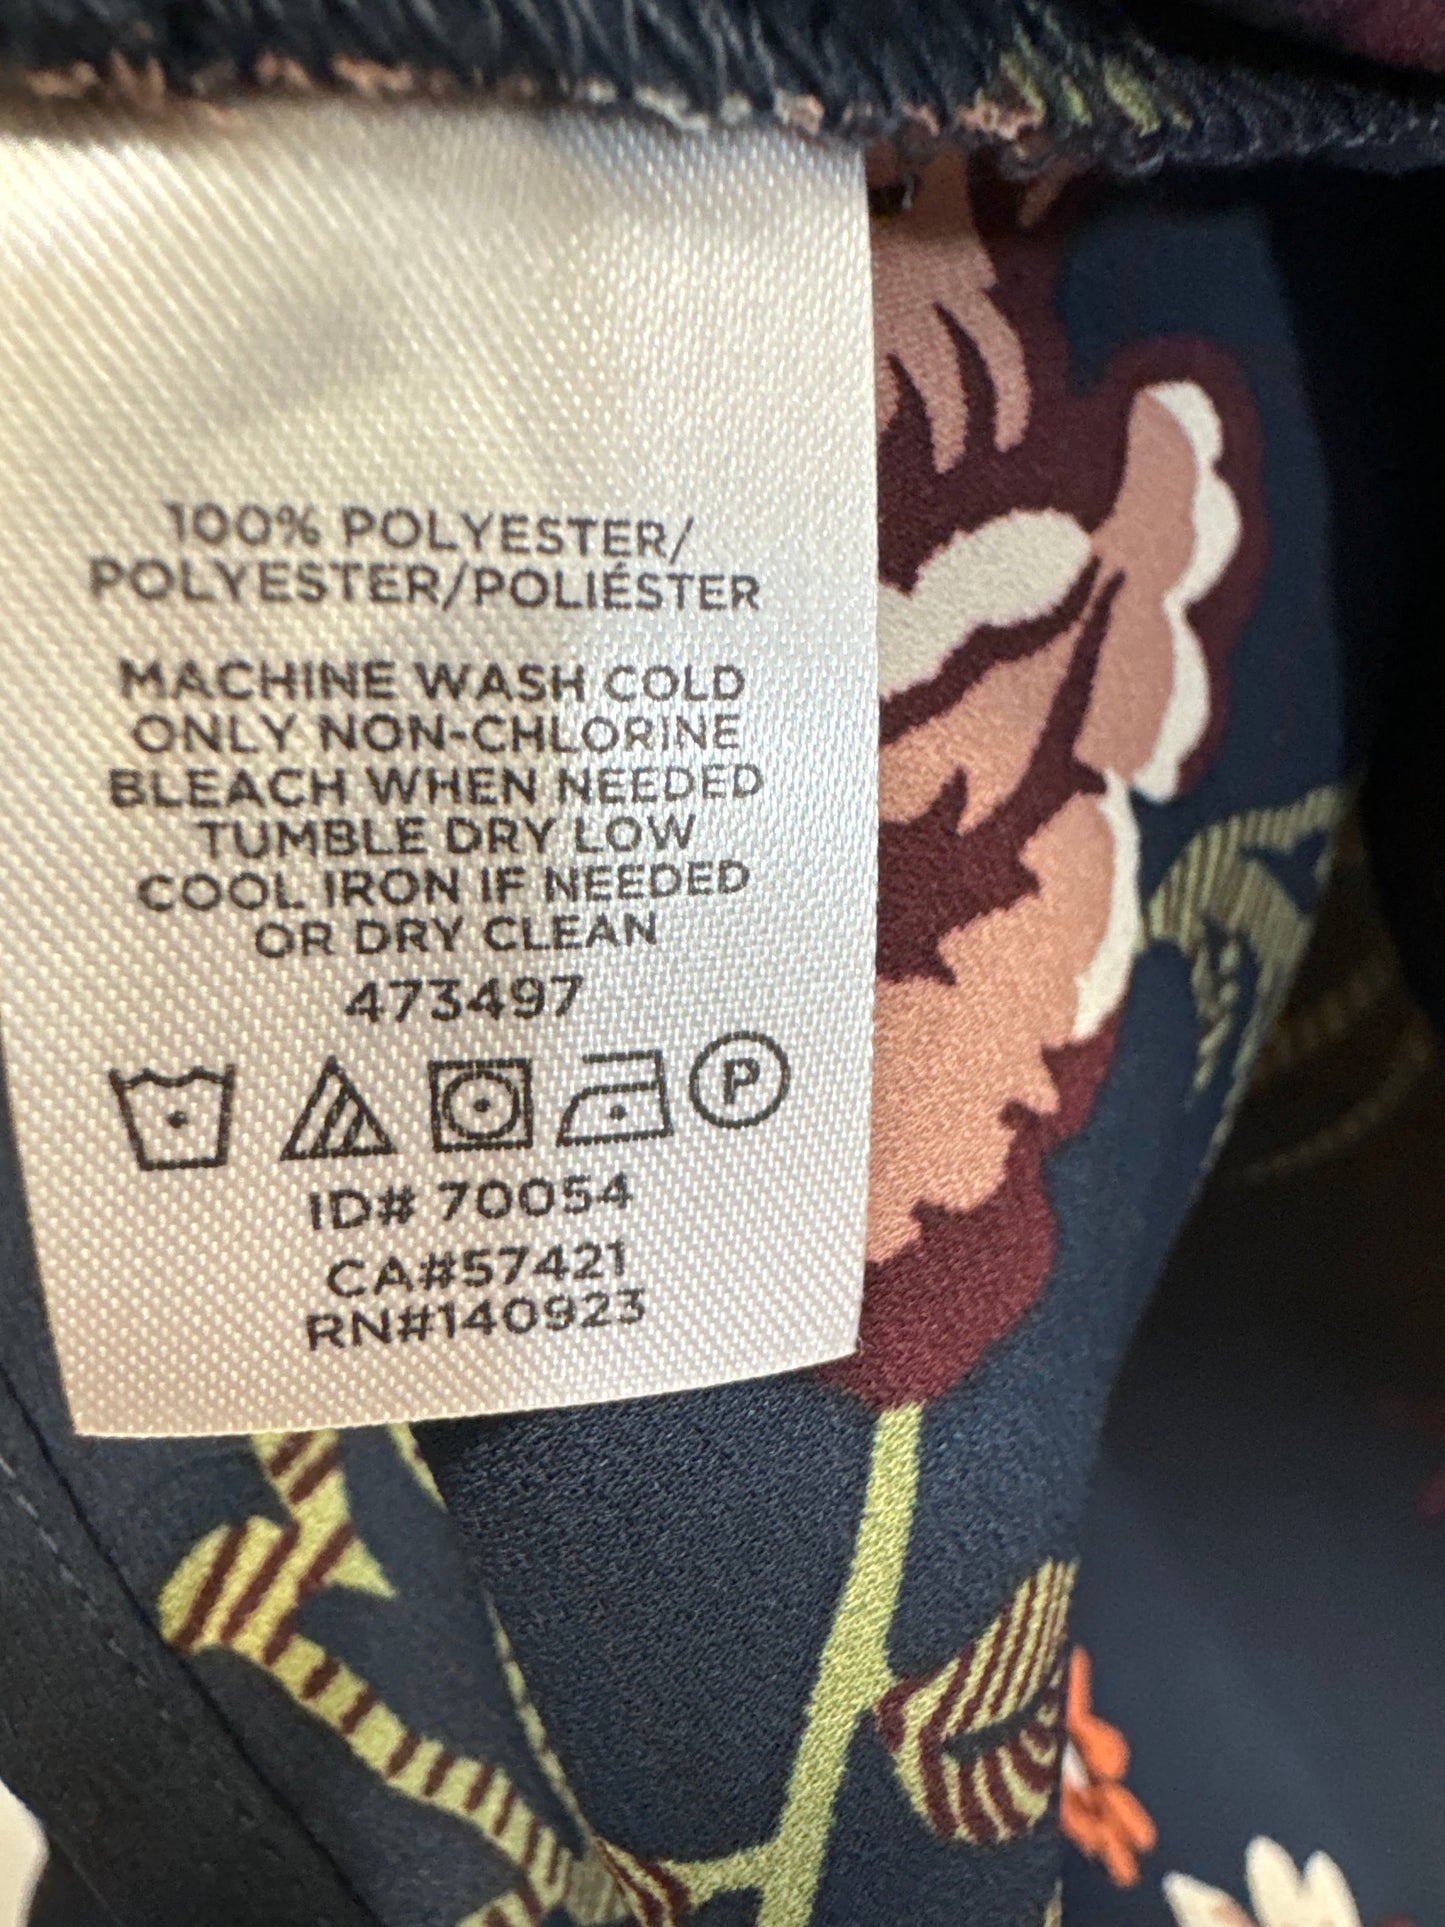 100% POLYESTER/
POLYESTER/POLIÉSTER
MACHINE WASH COLD
ONLY NON-CHLORINE
BLEACH WHEN NEEDED
TUMBLE DRY LOW
COOL IRON IF NEEDED
OR DRY CLEAN
473497
P
ID# 70054
CA#57421
RN#140923